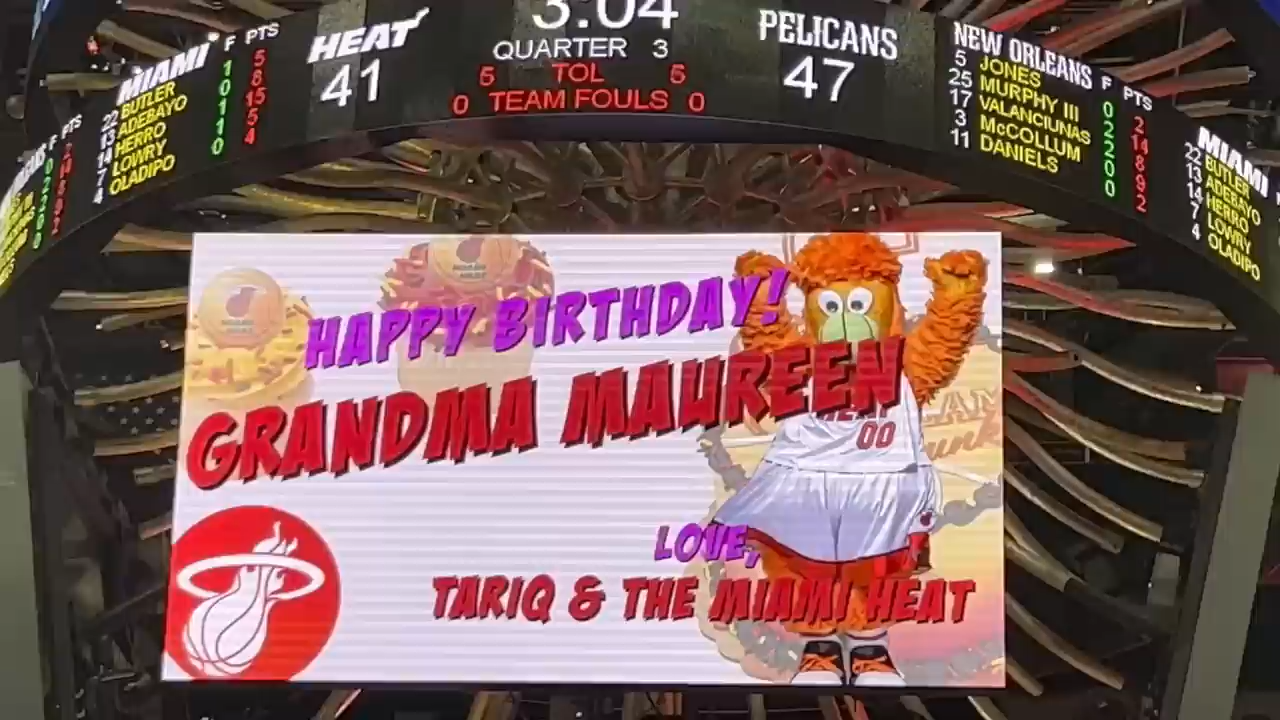 3:04
MIAMI F PTS
HEAT
QUARTER 3
PELICANS
NEW ORLEANS F PTS
41
5 TOL 5
47
0 TEAM FOULS 0
22 BUTLER 1 5
13 ADEBAYO 0 8
14 HERRO 1 15
7 LOWRY 1 5
4 OLADIPO 0 4
5 JONES 0 2
25 MURPHY III 2 14
17 VALANCIUNAS 2 8
3 McCOLLUM 0 9
11 DANIELS 0 2
PTS
MIAMI
22 BUTLER
13 ADEBAYO
14 HERRO
7 LOWRY
4 OLADIPO
HAPPY BIRTHDAY!
GRANDMA MAUREEN
HEAT
00
LOVE,
TARIQ & THE MIAMI HEAT